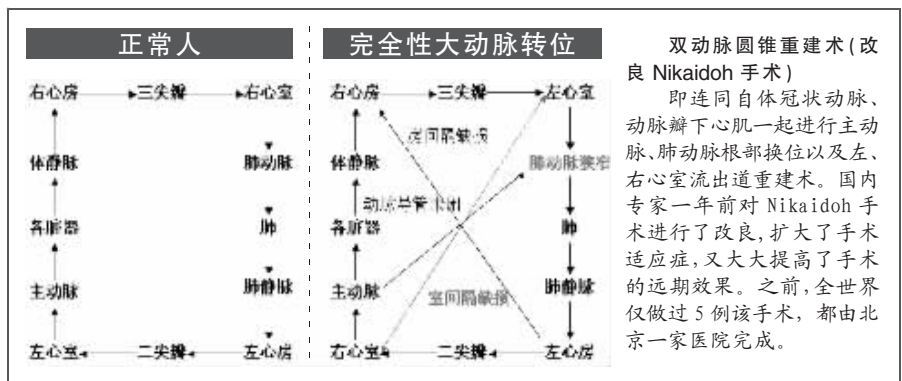 正常人
右心房 三尖瓣 右心室
体静脉 肺动脉
各脏器 肺
主动脉 肺静脉
左心室 二尖瓣 左心房
完全性大动脉转位
右心房 三尖瓣 左心室
房间隔缺损
体静脉 肺动脉狭窄
动脉导管未闭
各脏器 肺
主动脉 室间隔缺损 肺静脉
右心室 二尖瓣 左心房
双动脉圆锥重建术(改
良 Nikaidoh 手术)
即连同自体冠状动脉、
动脉瓣下心肌一起进行主动
脉、肺动脉根部换位以及左、
右心室流出道重建术。国内
专家一年前对 Nikaidoh 手
术进行了改良,扩大了手术
适应症,又大大提高了手术
的远期效果。之前,全世界
仅做过 5 例该手术, 都由北
京一家医院完成。